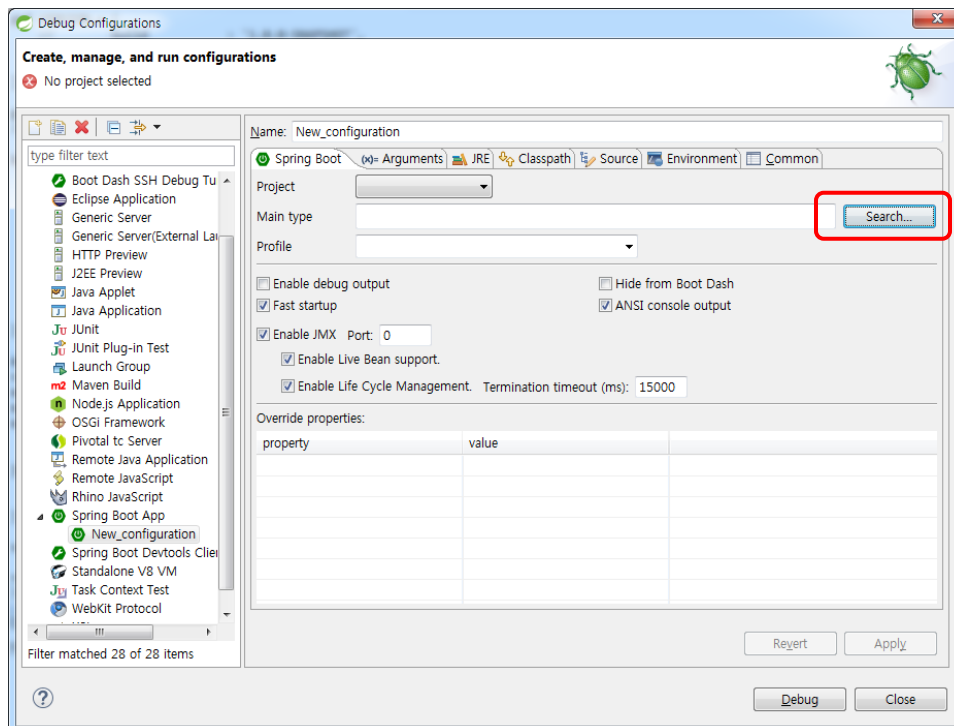 Debug Configurations
Create, manage, and run configurations
No project selected
type filter text
Boot Dash SSH Debug Tu
Eclipse Application
Generic Server
Generic Server(External Lau
HTTP Preview
J2EE Preview
Java Applet
Java Application
Ju JUnit
JUnit Plug-in Test
Launch Group
m2 Maven Build
Node.js Application
OSGi Framework
Pivotal tc Server
Remote Java Application
Remote JavaScript
Rhino JavaScript
Spring Boot App
New_configuration
Spring Boot Devtools Clien
Standalone V8 VM
Task Context Test
WebKit Protocol
Filter matched 28 of 28 items
Name: New_configuration
Spring Boot (x)= Arguments JRE Classpath Source Environment Common
Project
Main type Search...
Profile
Enable debug output Hide from Boot Dash
Fast startup ANSI console output
Enable JMX Port: 0
Enable Live Bean support.
Enable Life Cycle Management. Termination timeout (ms): 15000
Override properties:
property value
Revert Apply
? Debug Close